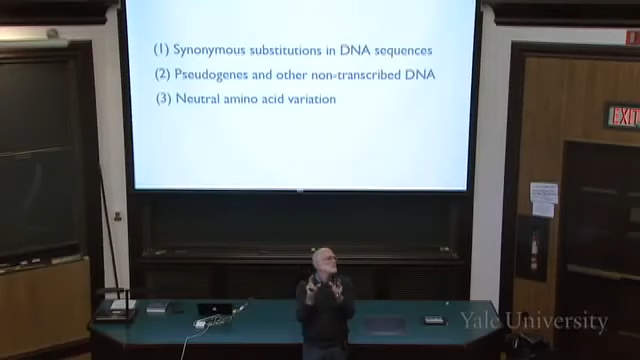 (1) Synonymous substitutions in DNA sequences
(2) Pseudogenes and other non-transcribed DNA
(3) Neutral amino acid variation
EXIT
Yale University